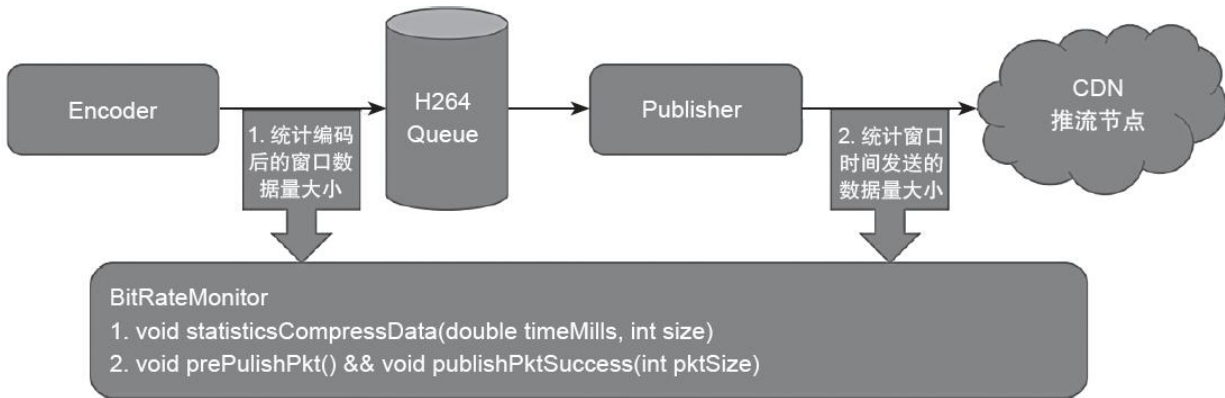 Encoder
H264
Queue
Publisher
CDN
推流节点
1. 统计编码
后的窗口数
据量大小
2. 统计窗口
时间发送的
数据量大小
BitRateMonitor
1. void statisticsCompressData(double timeMills, int size)
2. void prePulishPkt() && void publishPktSuccess(int pktSize)